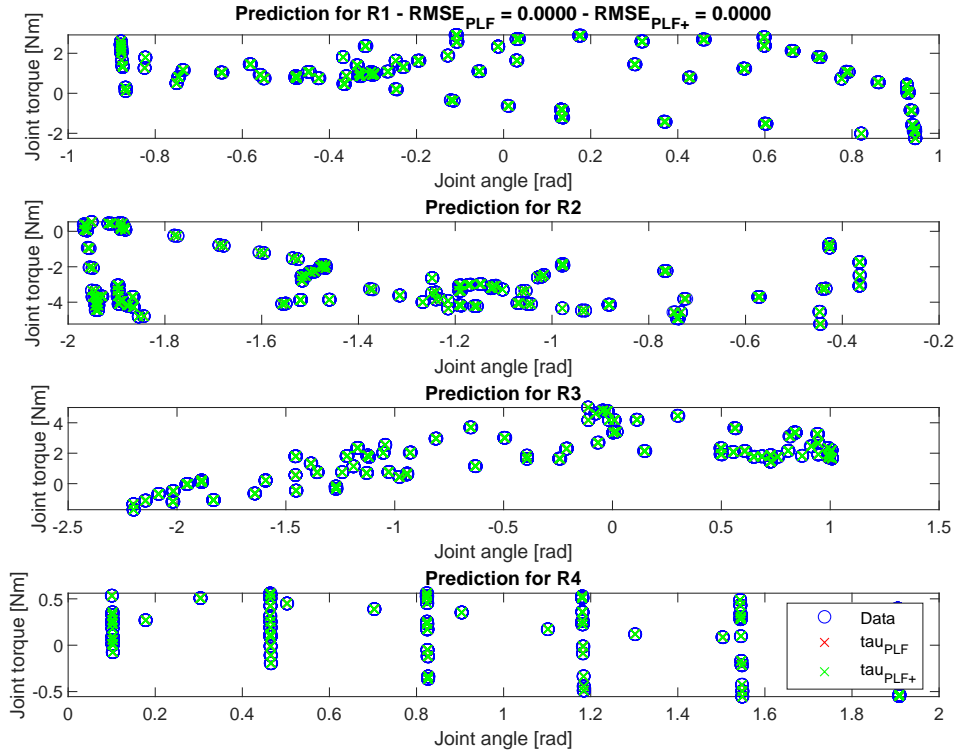 Prediction for R1 - RMSE_PLF = 0.0000 - RMSE_PLF+ = 0.0000
Joint torque [Nm]
2
0
-2
-1 -0.8 -0.6 -0.4 -0.2 0 0.2 0.4 0.6 0.8 1
Joint angle [rad]
Prediction for R2
Joint torque [Nm]
0
-2
-4
-2 -1.8 -1.6 -1.4 -1.2 -1 -0.8 -0.6 -0.4 -0.2
Joint angle [rad]
Prediction for R3
Joint torque [Nm]
4
2
0
-2.5 -2 -1.5 -1 -0.5 0 0.5 1 1.5
Joint angle [rad]
Prediction for R4
Joint torque [Nm]
0.5
0
-0.5
0 0.2 0.4 0.6 0.8 1 1.2 1.4 1.6 1.8 2
Joint angle [rad]
Data
tau_PLF
tau_PLF+